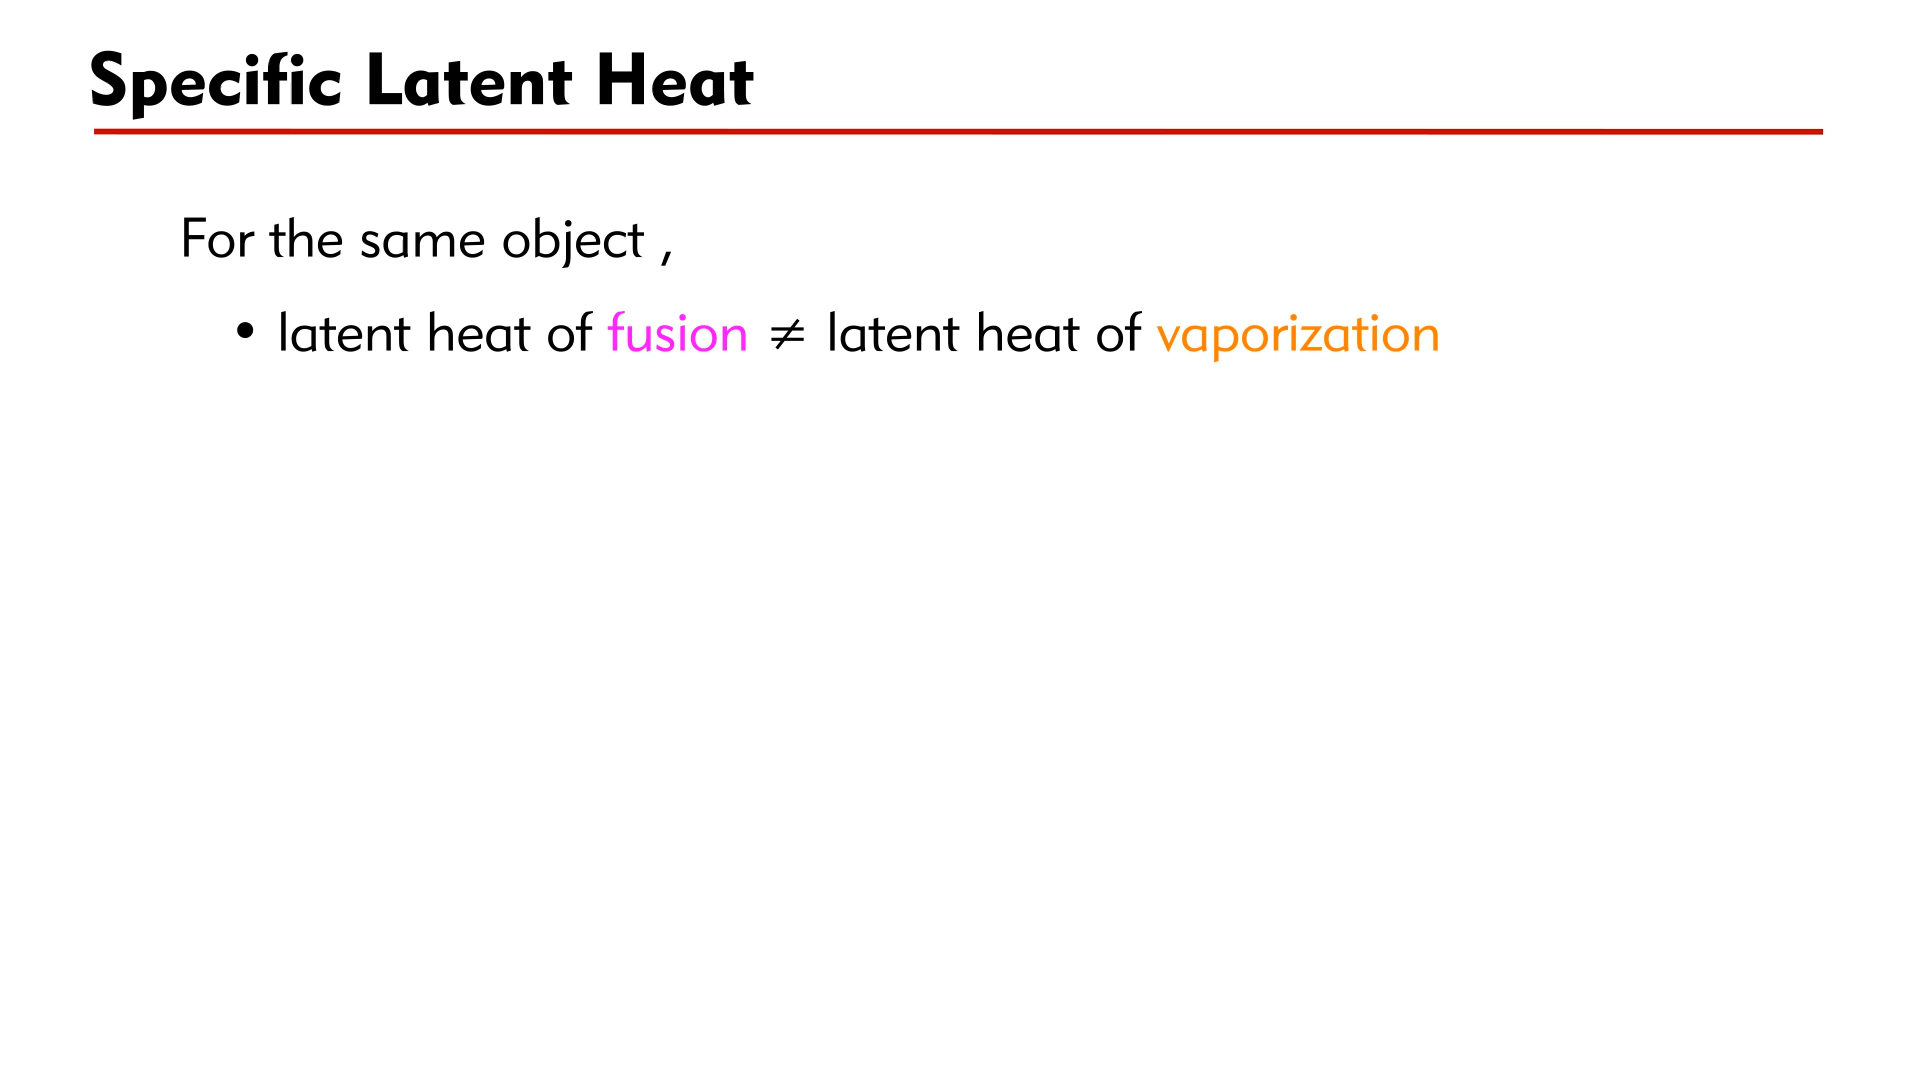 Specific Latent Heat
For the same object ,
• latent heat of fusion ≠ latent heat of vaporization